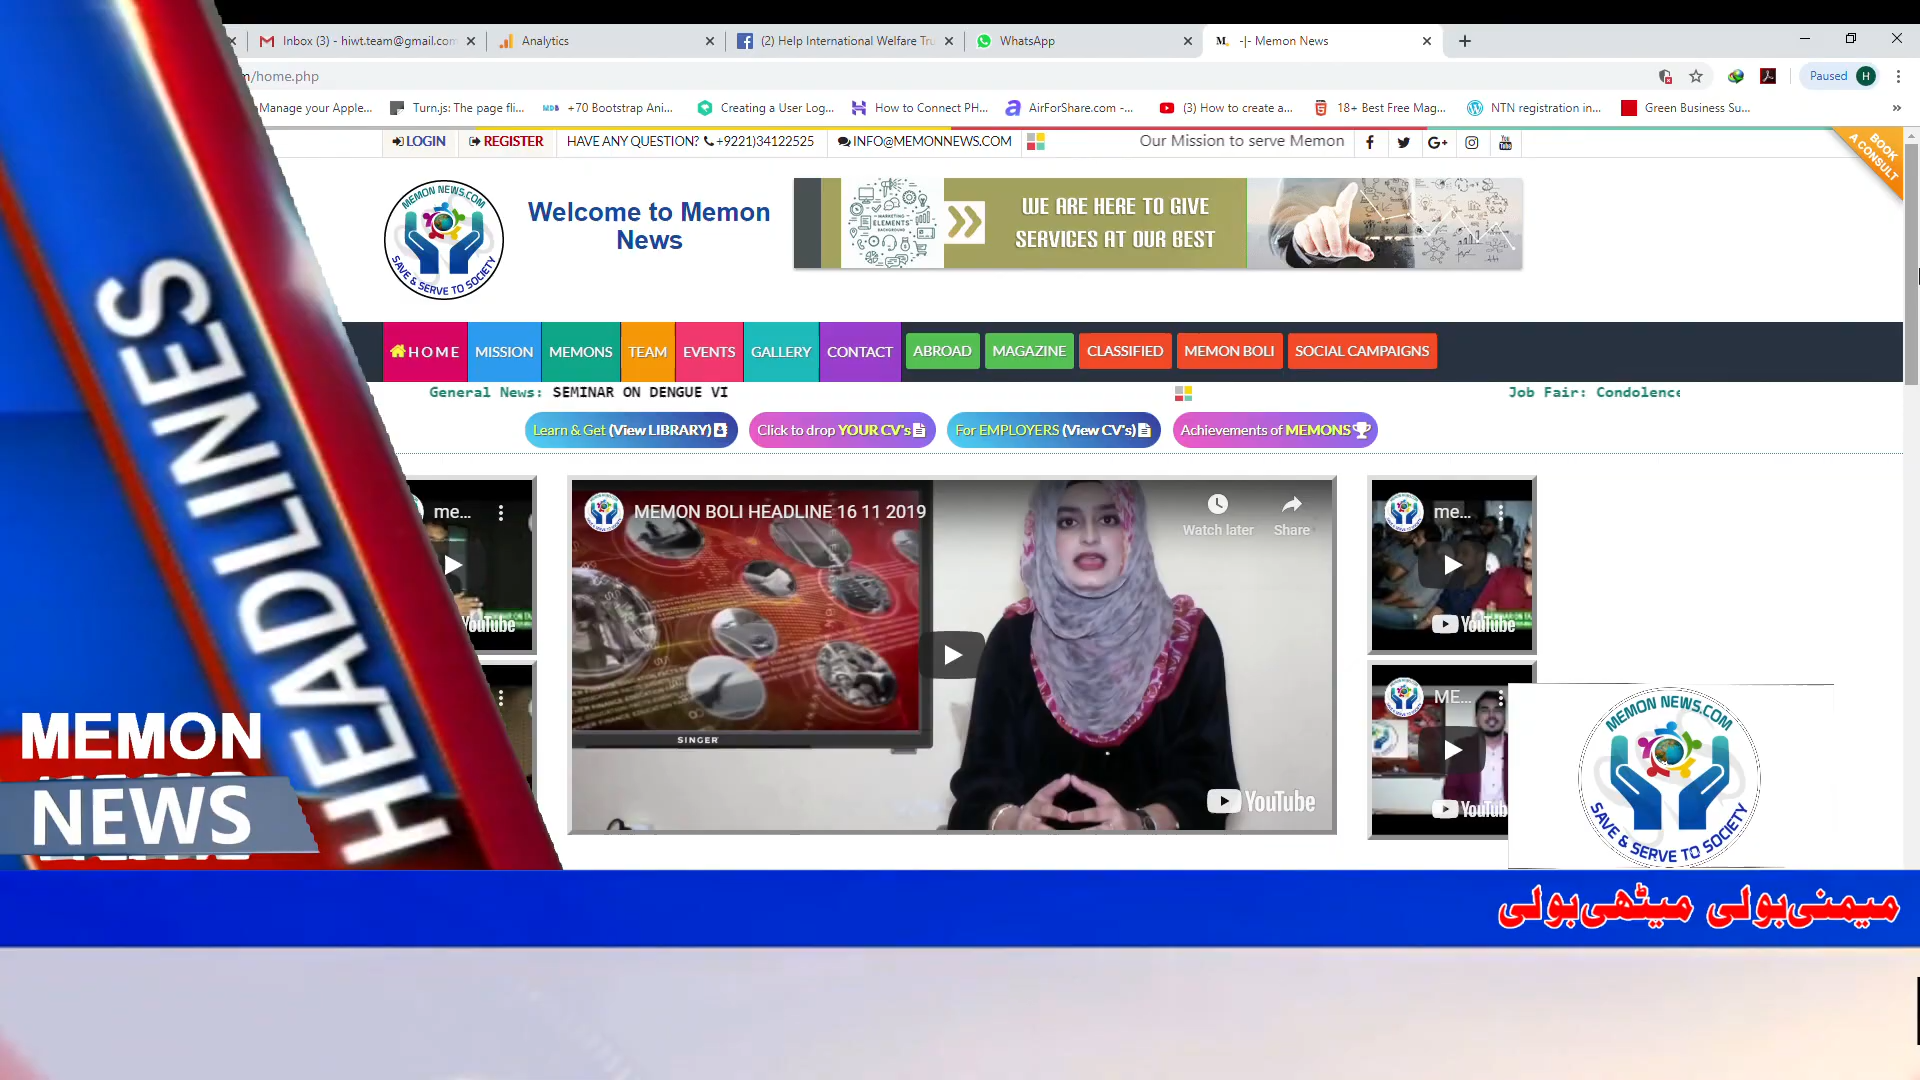 Inbox (3) - hiwt.team@gmail.com
Analytics
(2) Help International Welfare Tru
WhatsApp
-|- Memon News
m/home.php
Paused
H
Manage your Apple...
Turn.js: The page fli...
+70 Bootstrap Ani...
Creating a User Log...
How to Connect PH...
AirForShare.com -...
(3) How to create a...
18+ Best Free Mag...
NTN registration in...
Green Business Su...
LOGIN
REGISTER
HAVE ANY QUESTION? +9221)34122525
INFO@MEMONNEWS.COM
Our Mission to serve Memon
BOOK
A CONSULT
MEMON NEWS.COM
SAVE & SERVE TO SOCIETY
Welcome to Memon
News
MARKETING
ELEMENTS
BACKGROUND
WE ARE HERE TO GIVE
SERVICES AT OUR BEST
HOME
MISSION
MEMONS
TEAM
EVENTS
GALLERY
CONTACT
ABROAD
MAGAZINE
CLASSIFIED
MEMON BOLI
SOCIAL CAMPAIGNS
General News: SEMINAR ON DENGUE VI
Job Fair: Condolence
Learn & Get (View LIBRARY)
Click to drop YOUR CV's
For EMPLOYERS (View CV's)
Achievements of MEMONS
me...
YouTube
MEMON BOLI HEADLINE 16 11 2019
Watch later
Share
SINGER
YouTube
me...
YouTube
ME...
YouTube
MEMON NEWS.COM
SAVE & SERVE TO SOCIETY
HEADLINES
MEMON
NEWS
میمنی بولی میٹھی بولی